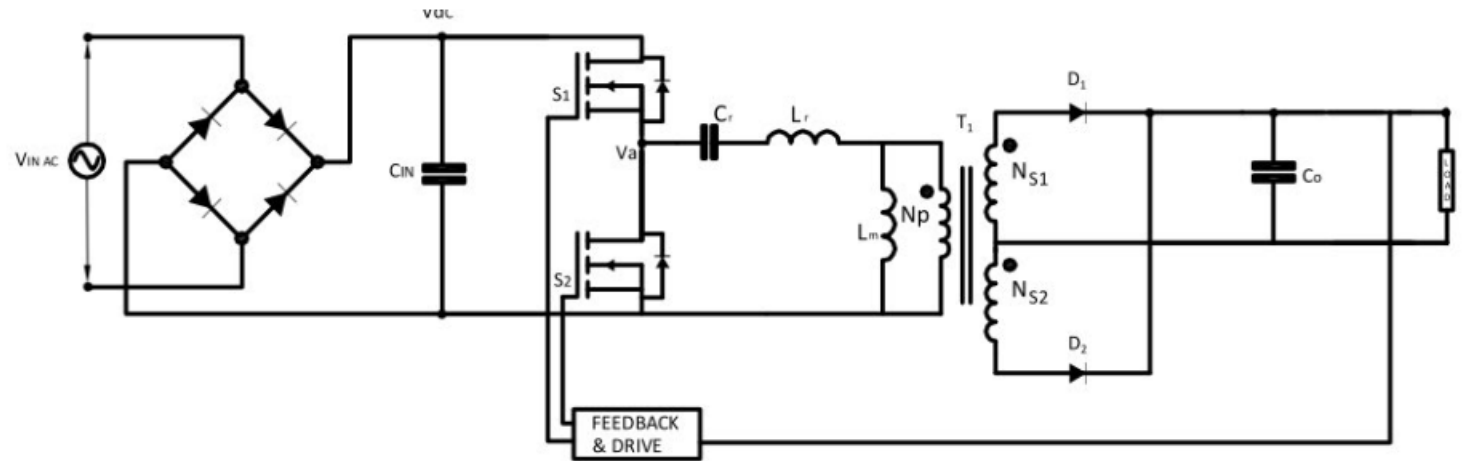 Vdc
S1
D1
Cr
Lr
T1
Va
VIN AC
CIN
NS1
Co
LOAD
Np
Lm
S2
NS2
D2
FEEDBACK
& DRIVE